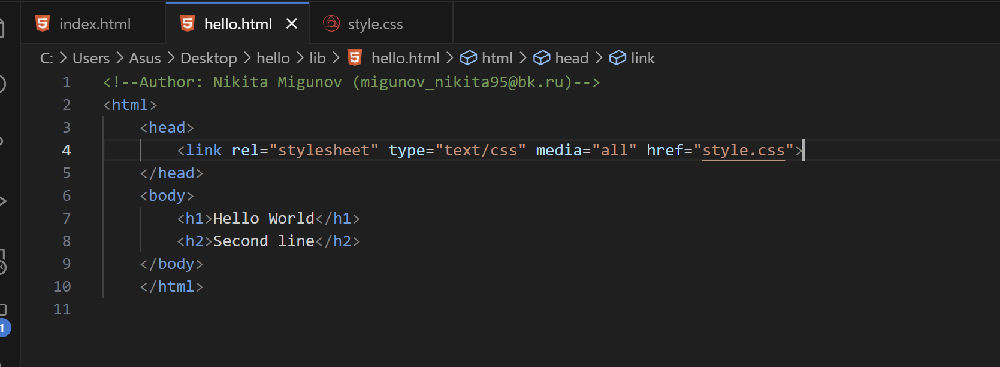 index.html hello.html style.css
C: > Users > Asus > Desktop > hello > lib > hello.html > html > head > link
1 <!--Author: Nikita Migunov (migunov_nikita95@bk.ru)-->
2 <html>
3 <head>
4 <link rel="stylesheet" type="text/css" media="all" href="style.css">
5 </head>
6 <body>
7 <h1>Hello World</h1>
8 <h2>Second line</h2>
9 </body>
10 </html>
11
1